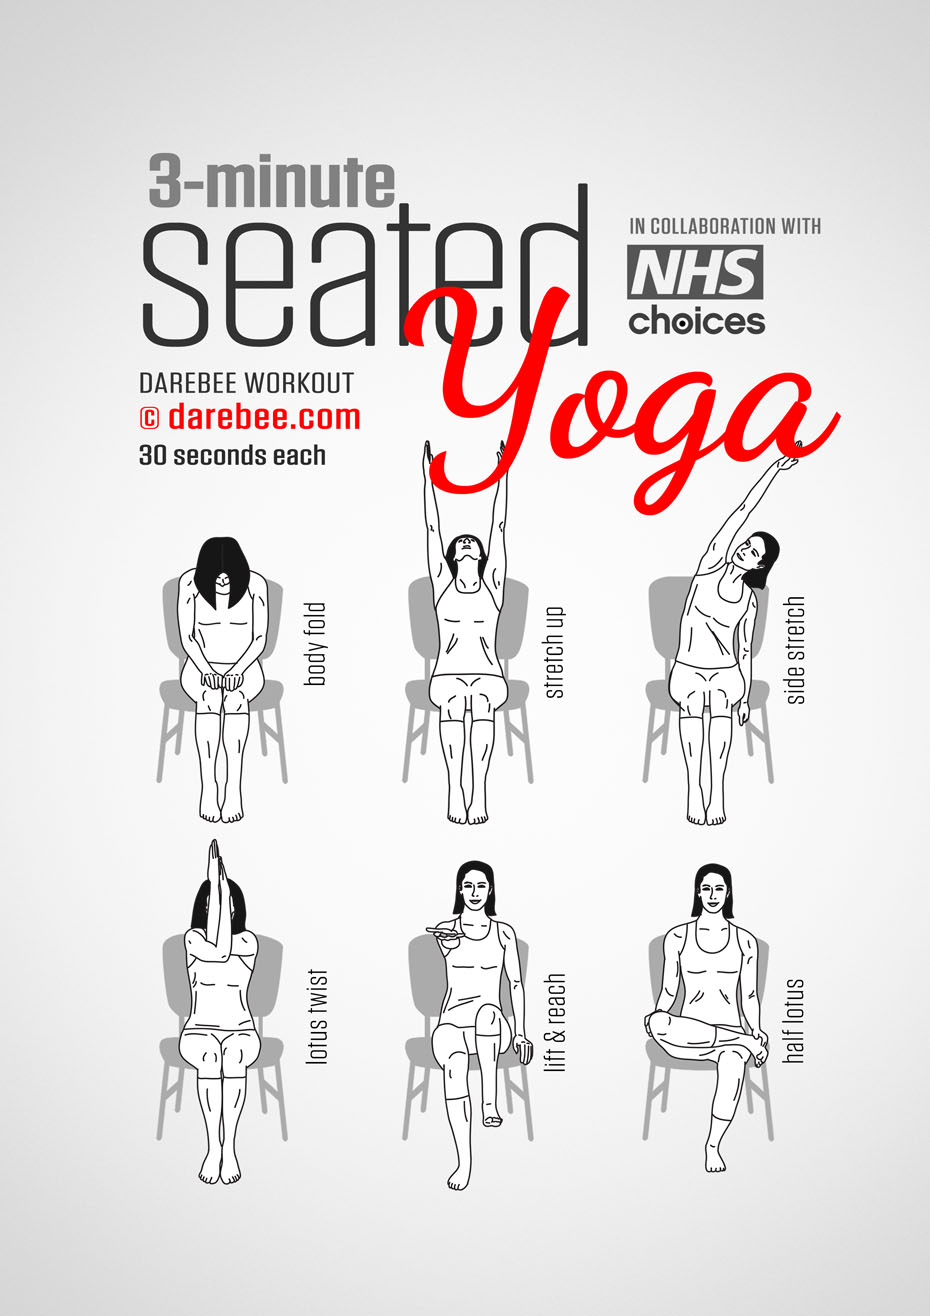 3-minute
seated
Yoga
IN COLLABORATION WITH
NHS
choices
DAREBEE WORKOUT
© darebee.com
30 seconds each
body fold
stretch up
side stretch
lotus twist
lift & reach
half lotus